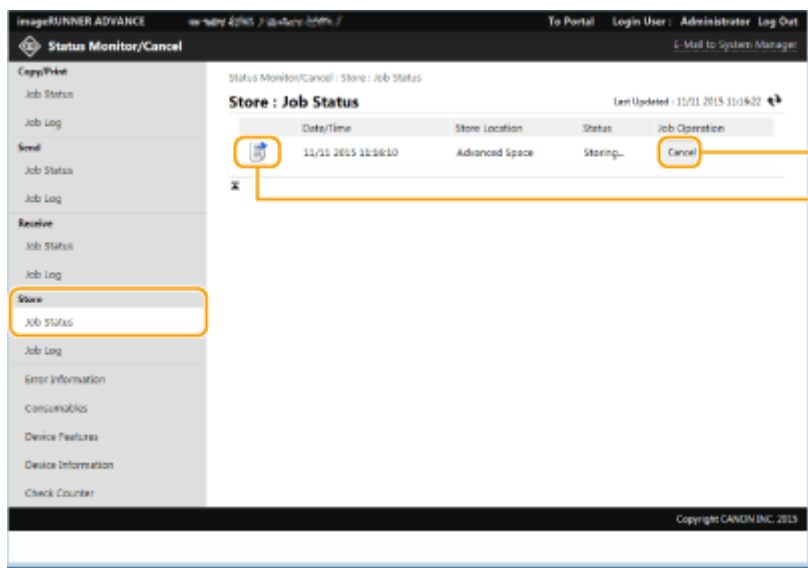 imageRUNNER ADVANCE To Portal Login User : Administrator Log Out
Status Monitor/Cancel E-Mail to System Manager
Copy/Print
Job Status
Job Log
Send
Job Status
Job Log
Receive
Job Status
Job Log
Store
Job Status
Job Log
Error Information
Consumables
Device Features
Device Information
Check Counter
Status Monitor/Cancel : Store : Job Status
Store : Job Status Last Updated : 11/11 2015 11:16:22
Date/Time Store Location Status Job Operation
11/11 2015 11:16:10 Advanced Space Storing... Cancel
Copyright CANON INC. 2015